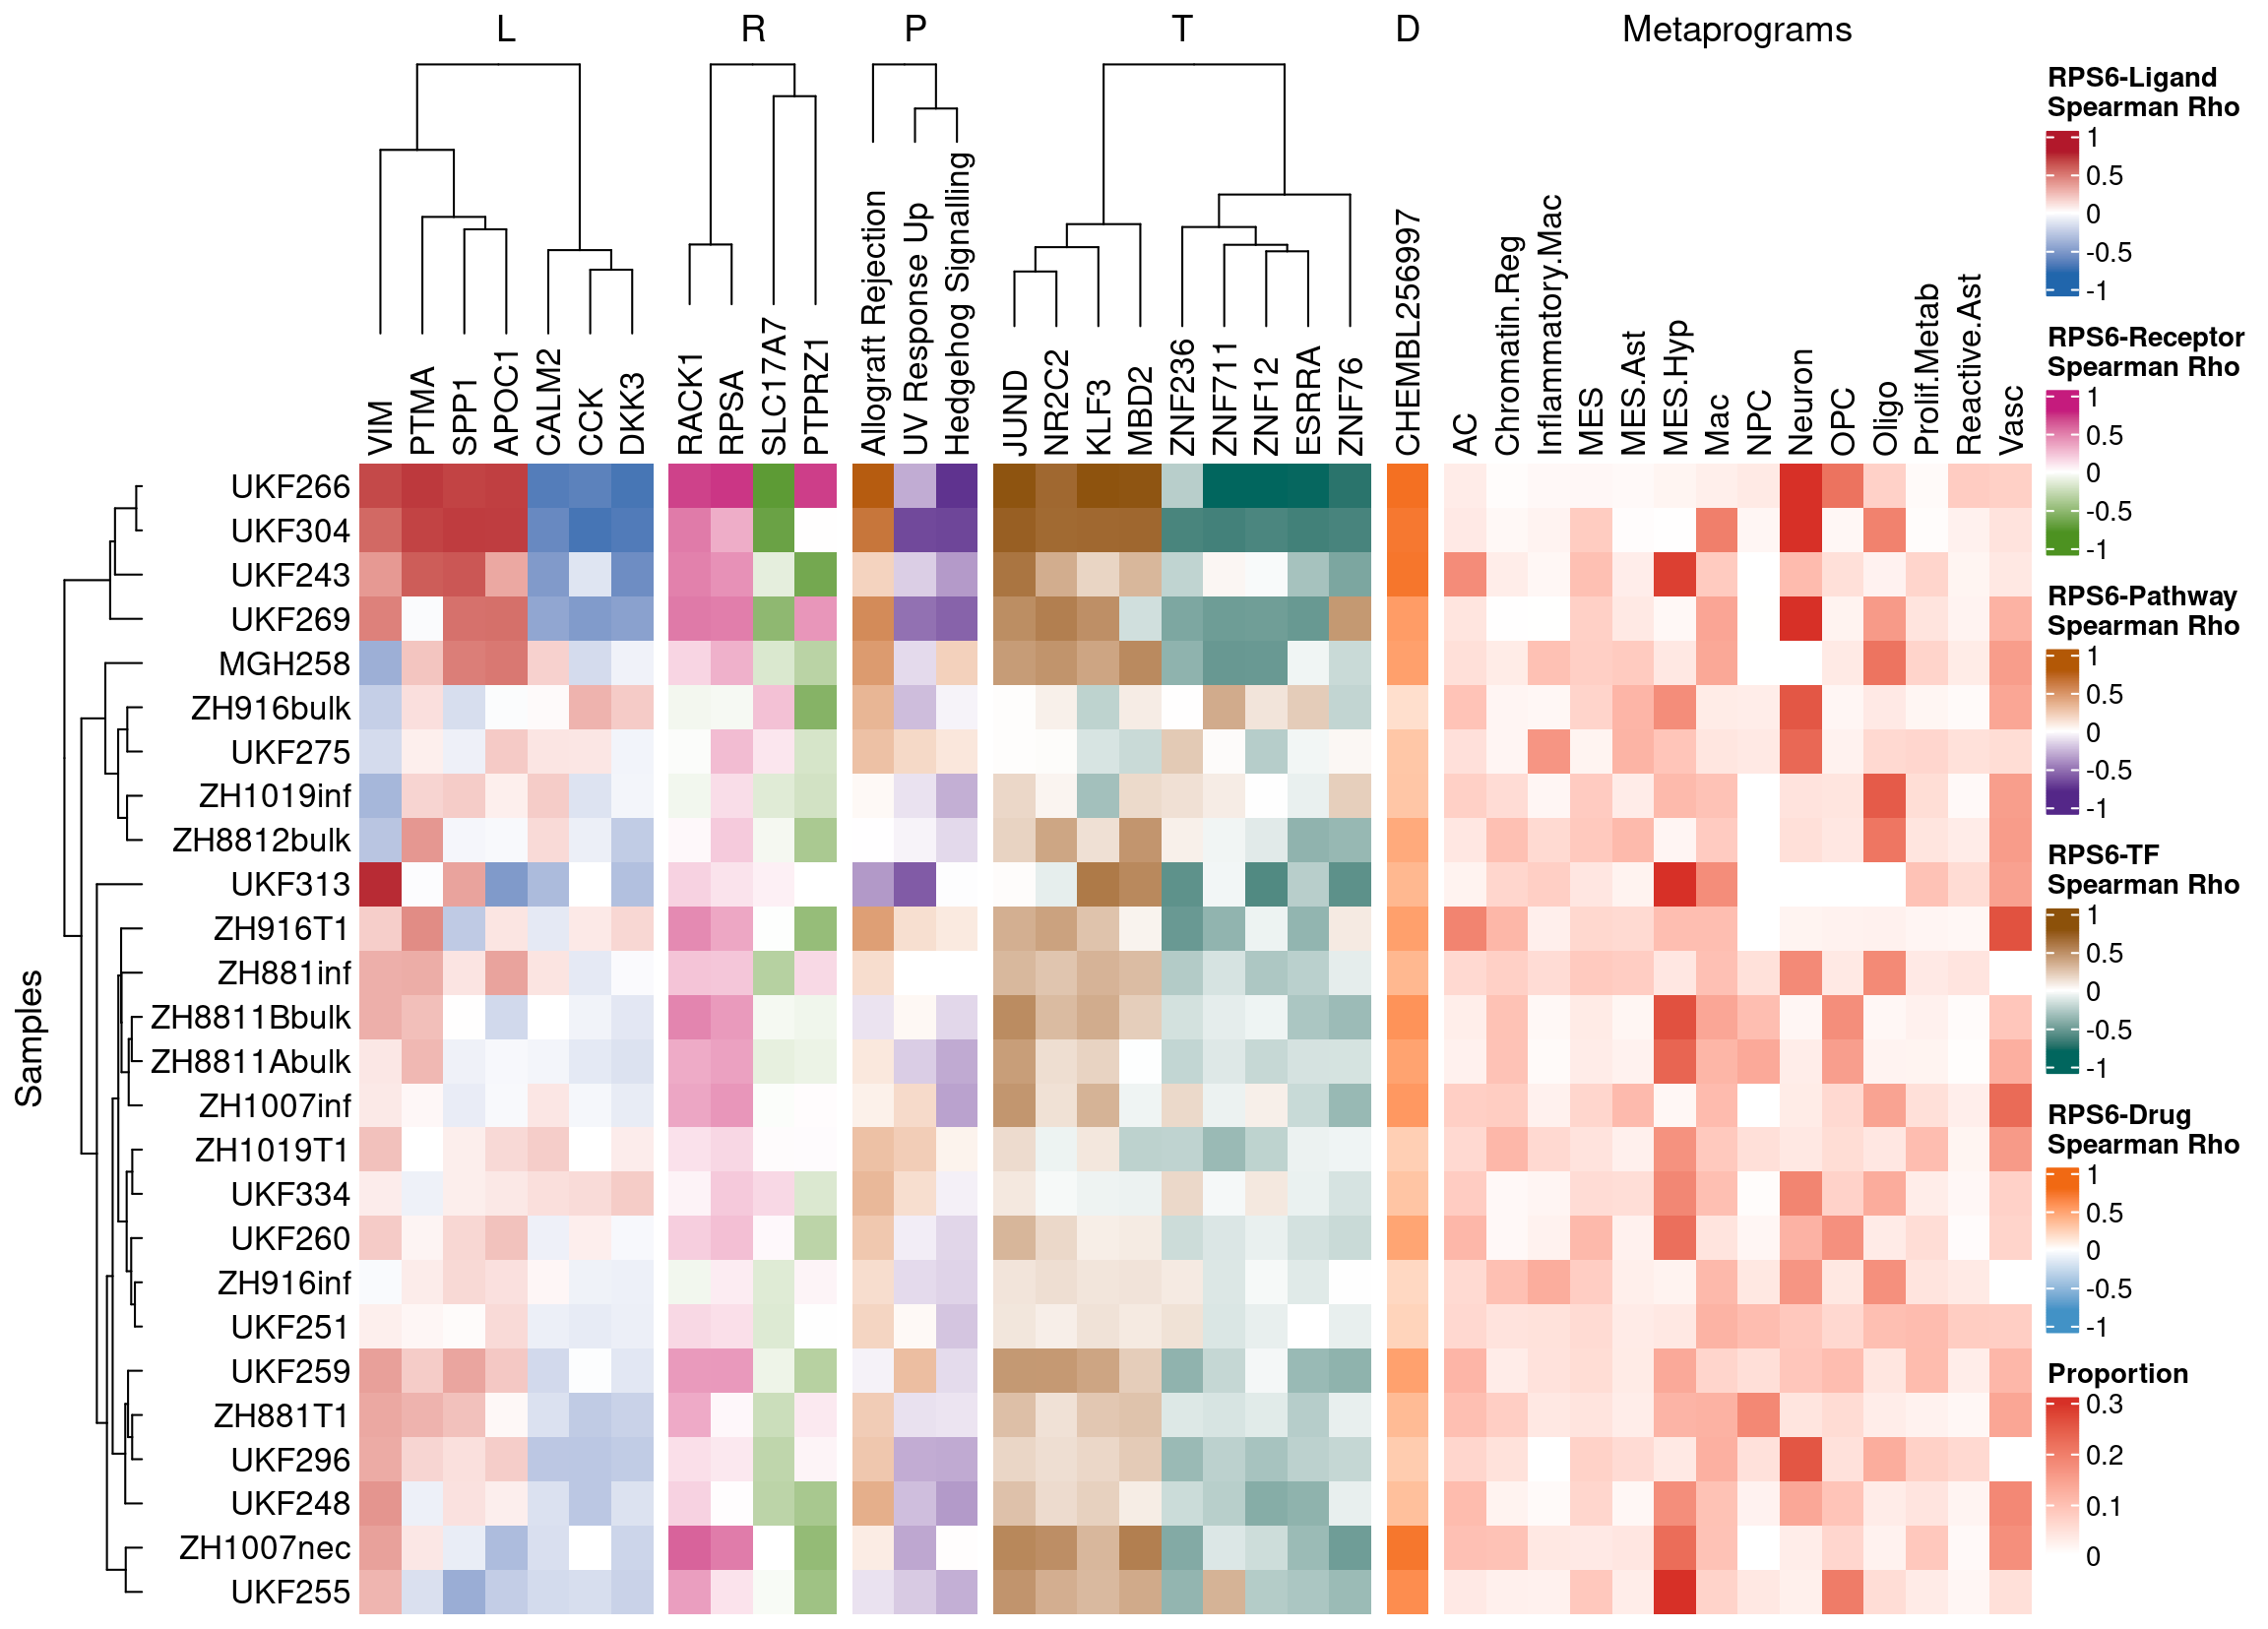 L R P T D Metaprograms
VIM
PTMA
SPP1
APOC1
CALM2
CCK
DKK3
RACK1
RPSA
SLC17A7
PTPRZ1
Allograft Rejection
UV Response Up
Hedgehog Signalling
JUND
NR2C2
KLF3
MBD2
ZNF236
ZNF711
ZNF12
ESRRA
ZNF76
CHEMBL256997
AC
Chromatin.Reg
Inflammatory.Mac
MES
MES.Ast
MES.Hyp
Mac
NPC
Neuron
OPC
Oligo
Prolif.Metab
Reactive.Ast
Vasc
Samples
UKF266
UKF304
UKF243
UKF269
MGH258
ZH916bulk
UKF275
ZH1019inf
ZH8812bulk
UKF313
ZH916T1
ZH881inf
ZH8811Bbulk
ZH8811Abulk
ZH1007inf
ZH1019T1
UKF334
UKF260
ZH916inf
UKF251
UKF259
ZH881T1
UKF296
UKF248
ZH1007nec
UKF255
RPS6-Ligand
Spearman Rho
1
0.5
0
-0.5
-1
RPS6-Receptor
Spearman Rho
1
0.5
0
-0.5
-1
RPS6-Pathway
Spearman Rho
1
0.5
0
-0.5
-1
RPS6-TF
Spearman Rho
1
0.5
0
-0.5
-1
RPS6-Drug
Spearman Rho
1
0.5
0
-0.5
-1
Proportion
0.3
0.2
0.1
0